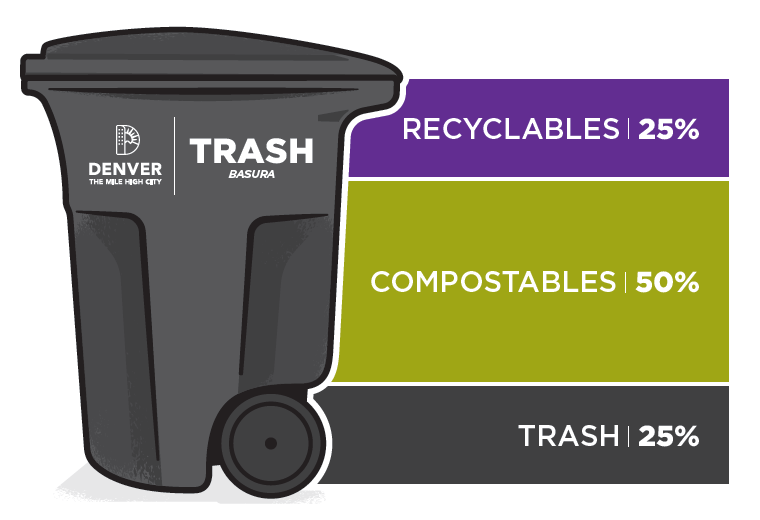 DENVER
THE MILE HIGH CITY
TRASH
BASURA
RECYCLABLES | 25%
COMPOSTABLES | 50%
TRASH | 25%